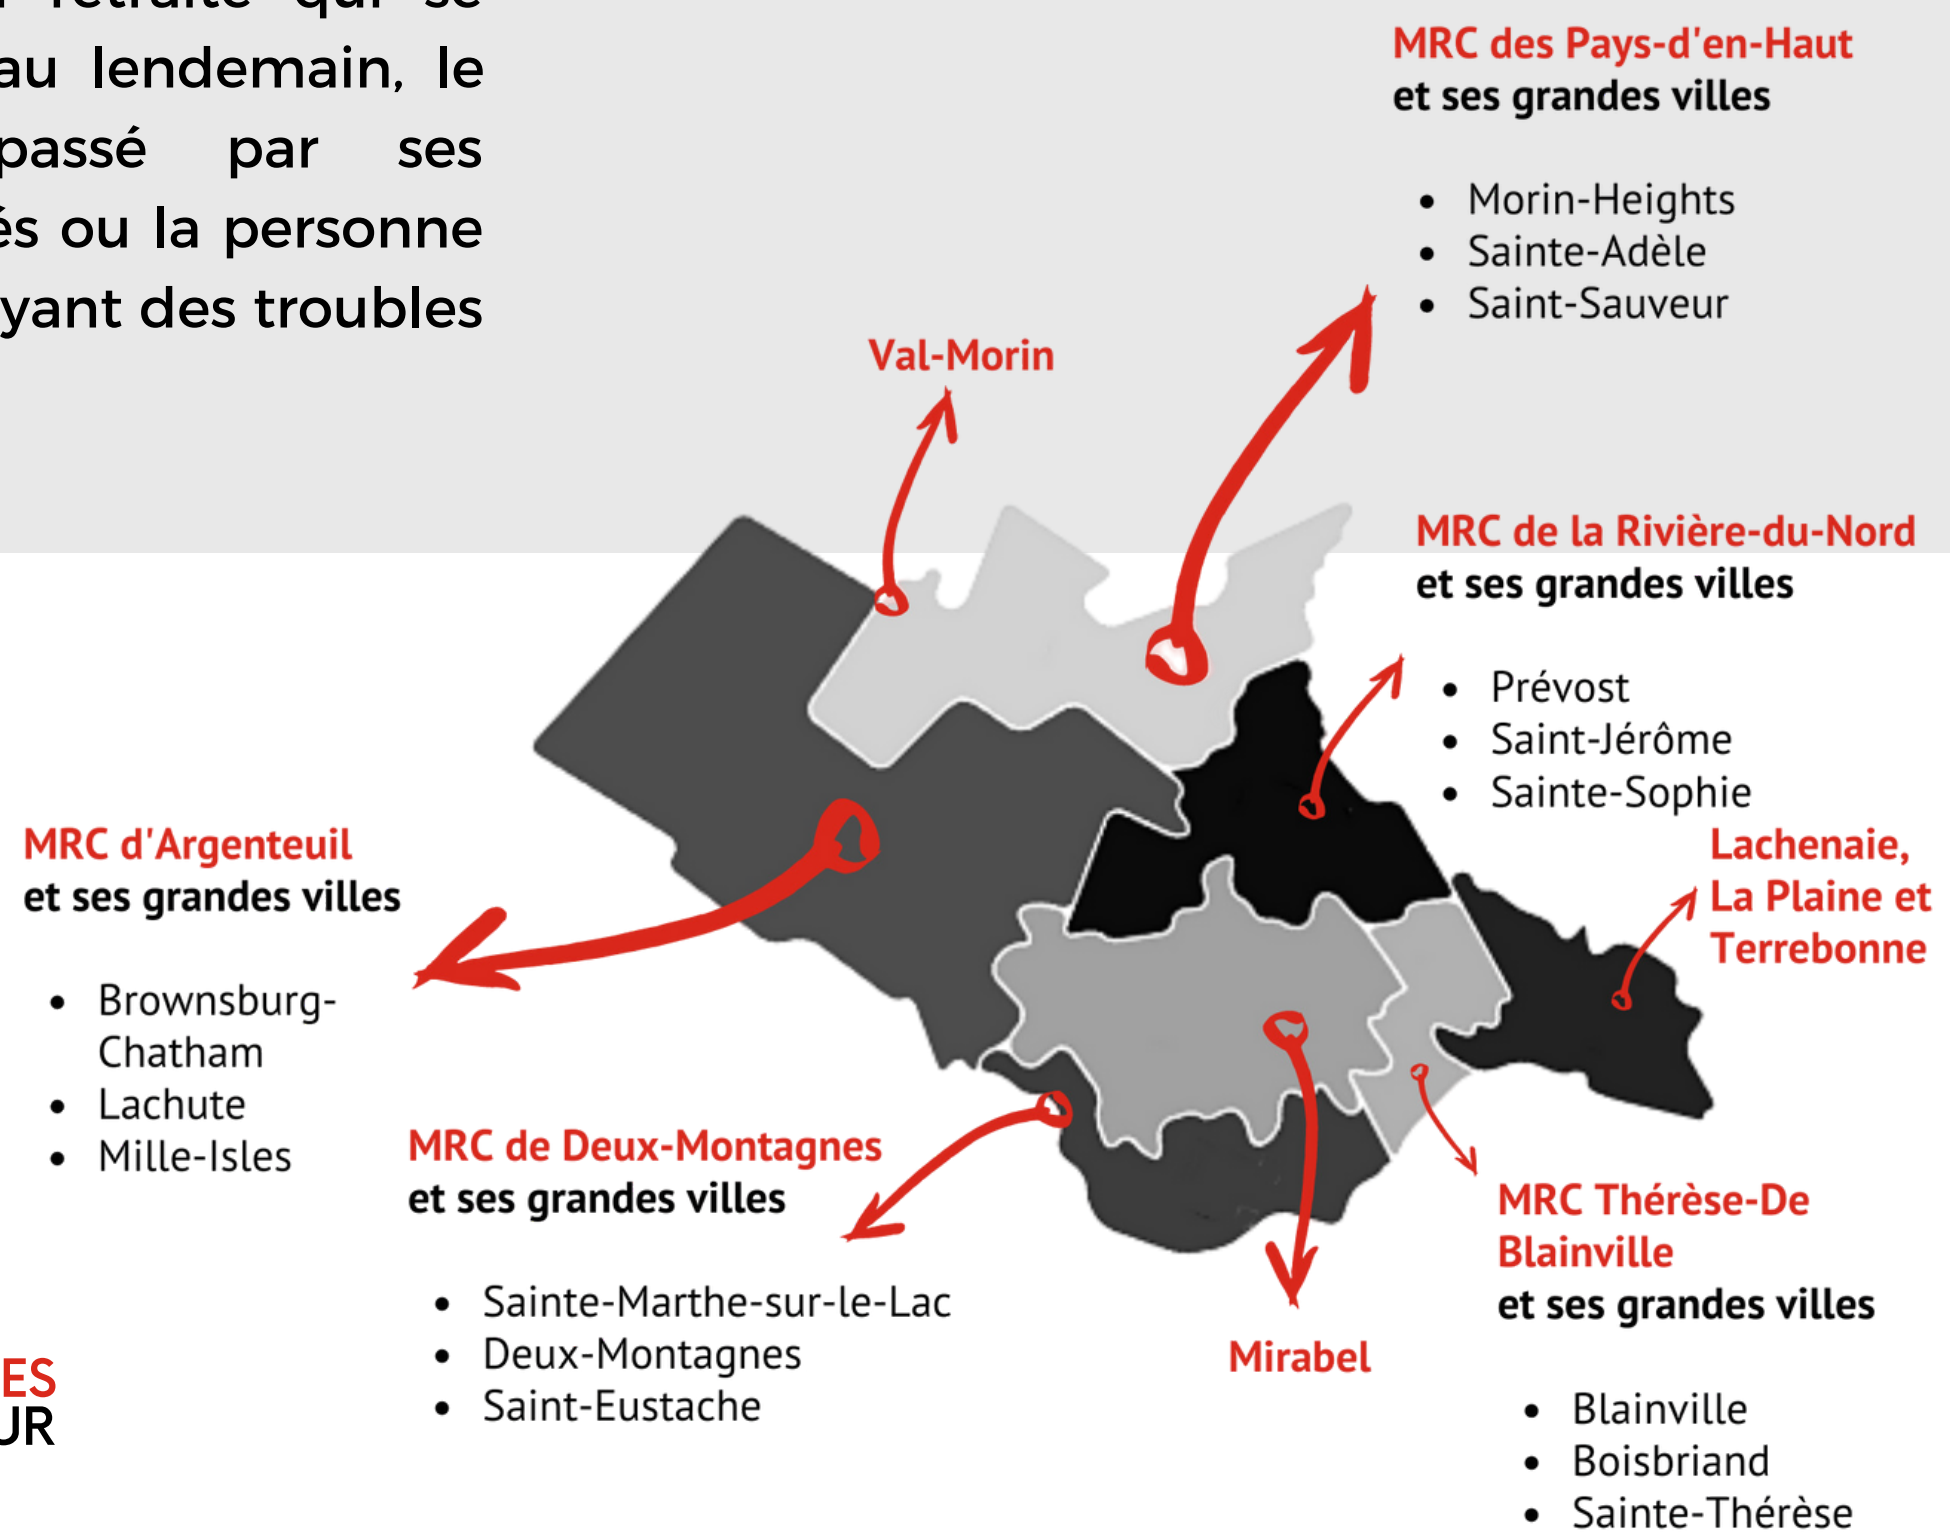 retraite qui se
au lendemain, le
passé par ses
ou la personne
des troubles
MRC des Pays-d'en-Haut
et ses grandes villes
• Morin-Heights
• Sainte-Adèle
• Saint-Sauveur
Val-Morin
MRC de la Rivière-du-Nord
et ses grandes villes
• Prévost
• Saint-Jérôme
• Sainte-Sophie
Lachenaie,
La Plaine et
Terrebonne
MRC d'Argenteuil
et ses grandes villes
• Brownsburg-
Chatham
• Lachute
• Mille-Isles
MRC de Deux-Montagnes
et ses grandes villes
• Sainte-Marthe-sur-le-Lac
• Deux-Montagnes
• Saint-Eustache
Mirabel
MRC Thérèse-De
Blainville
et ses grandes villes
• Blainville
• Boisbriand
• Sainte-Thérèse